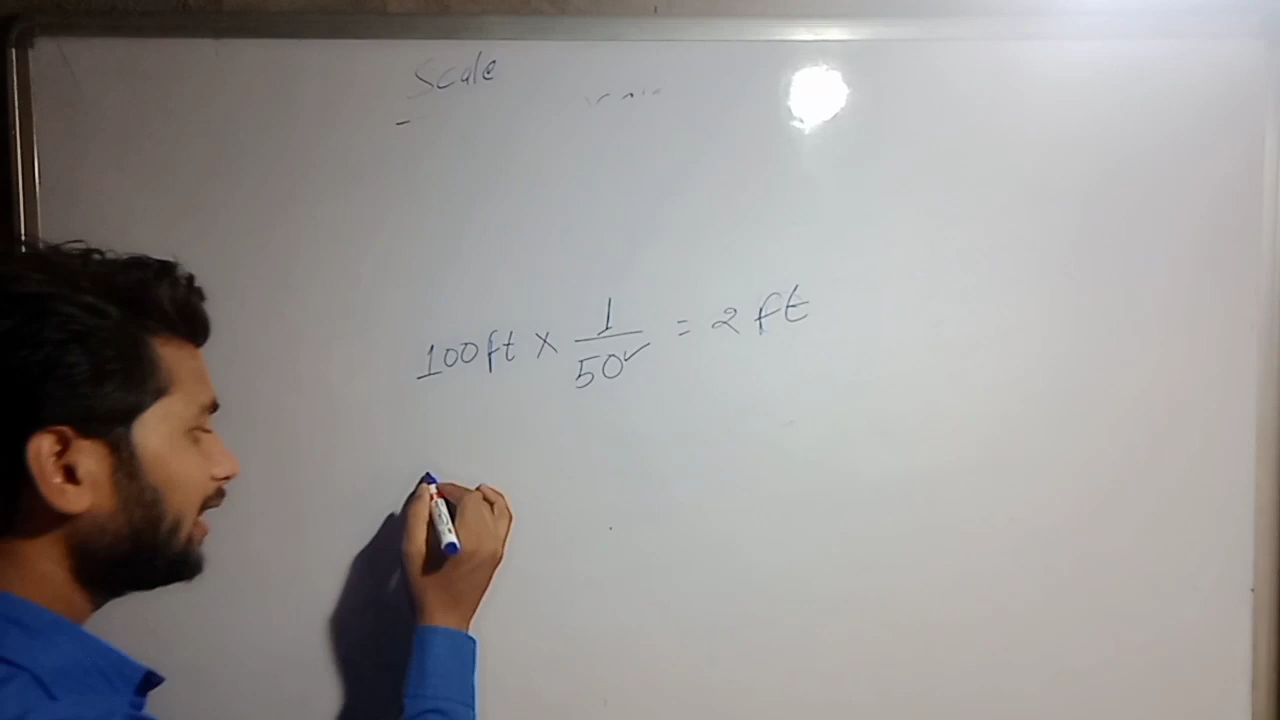 Scale
100ft × 1/50 ✓ = 2 ft